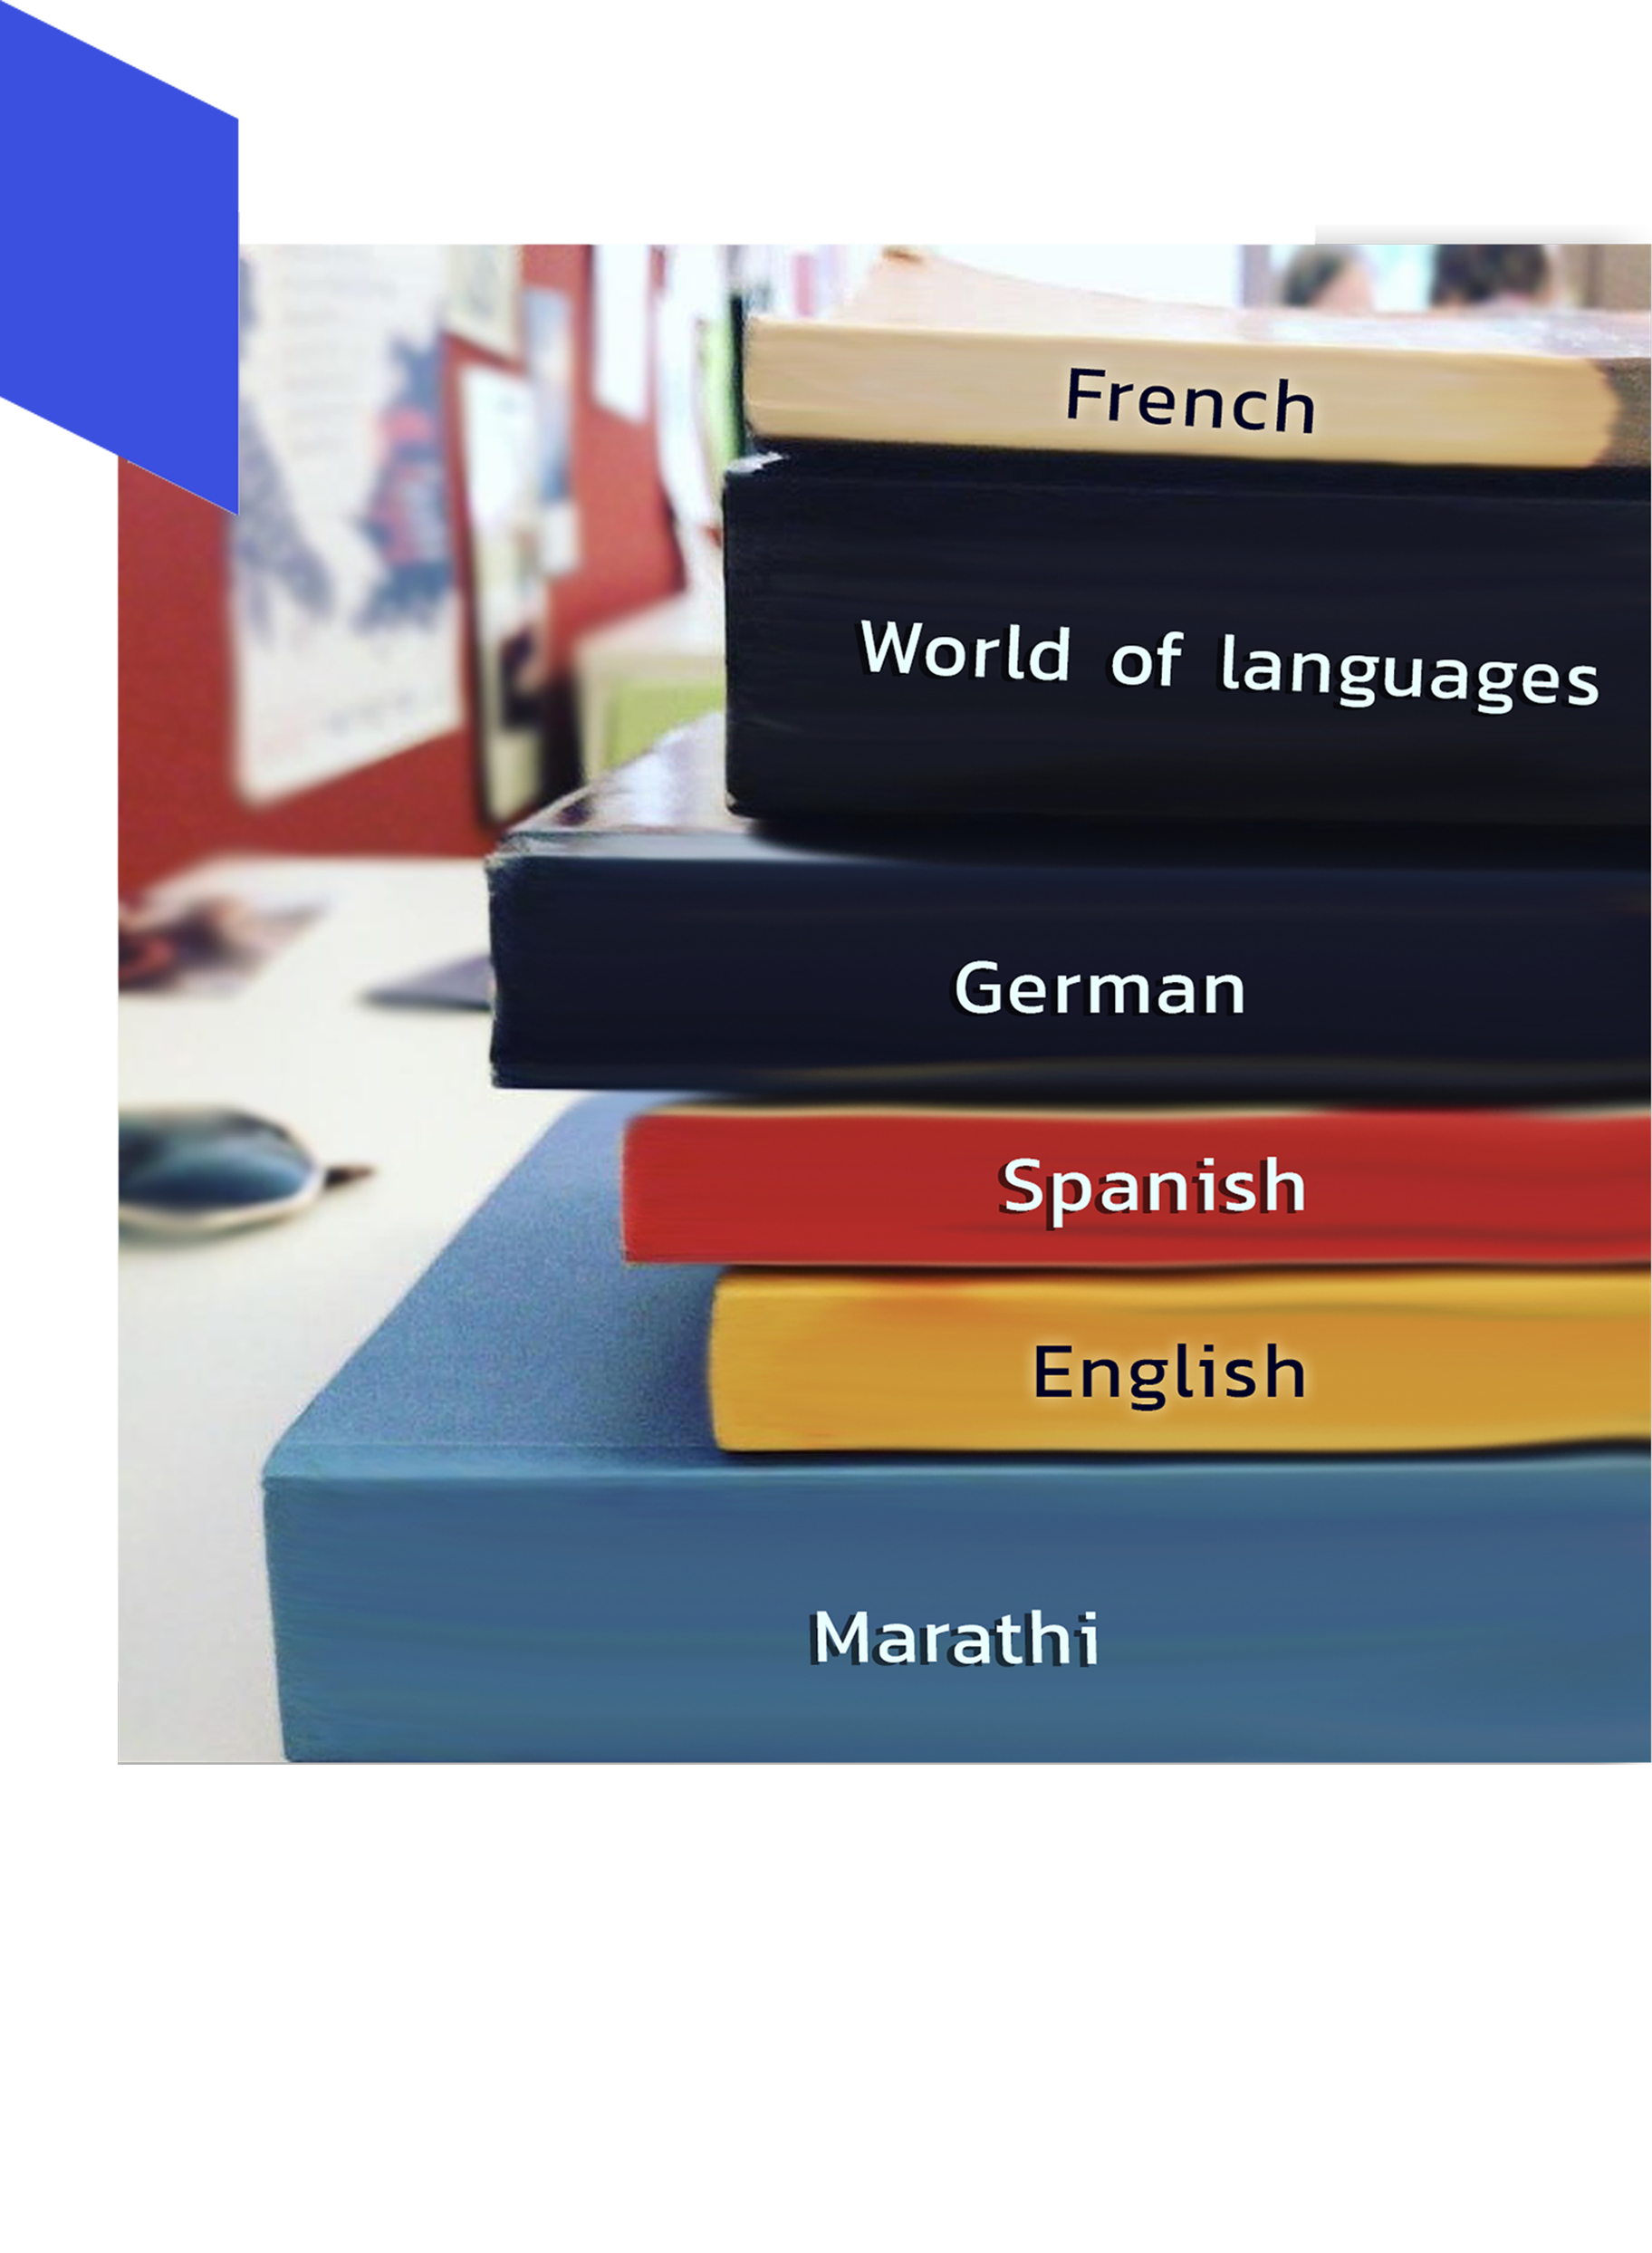 French
World of languages
German
Spanish
English
Marathi